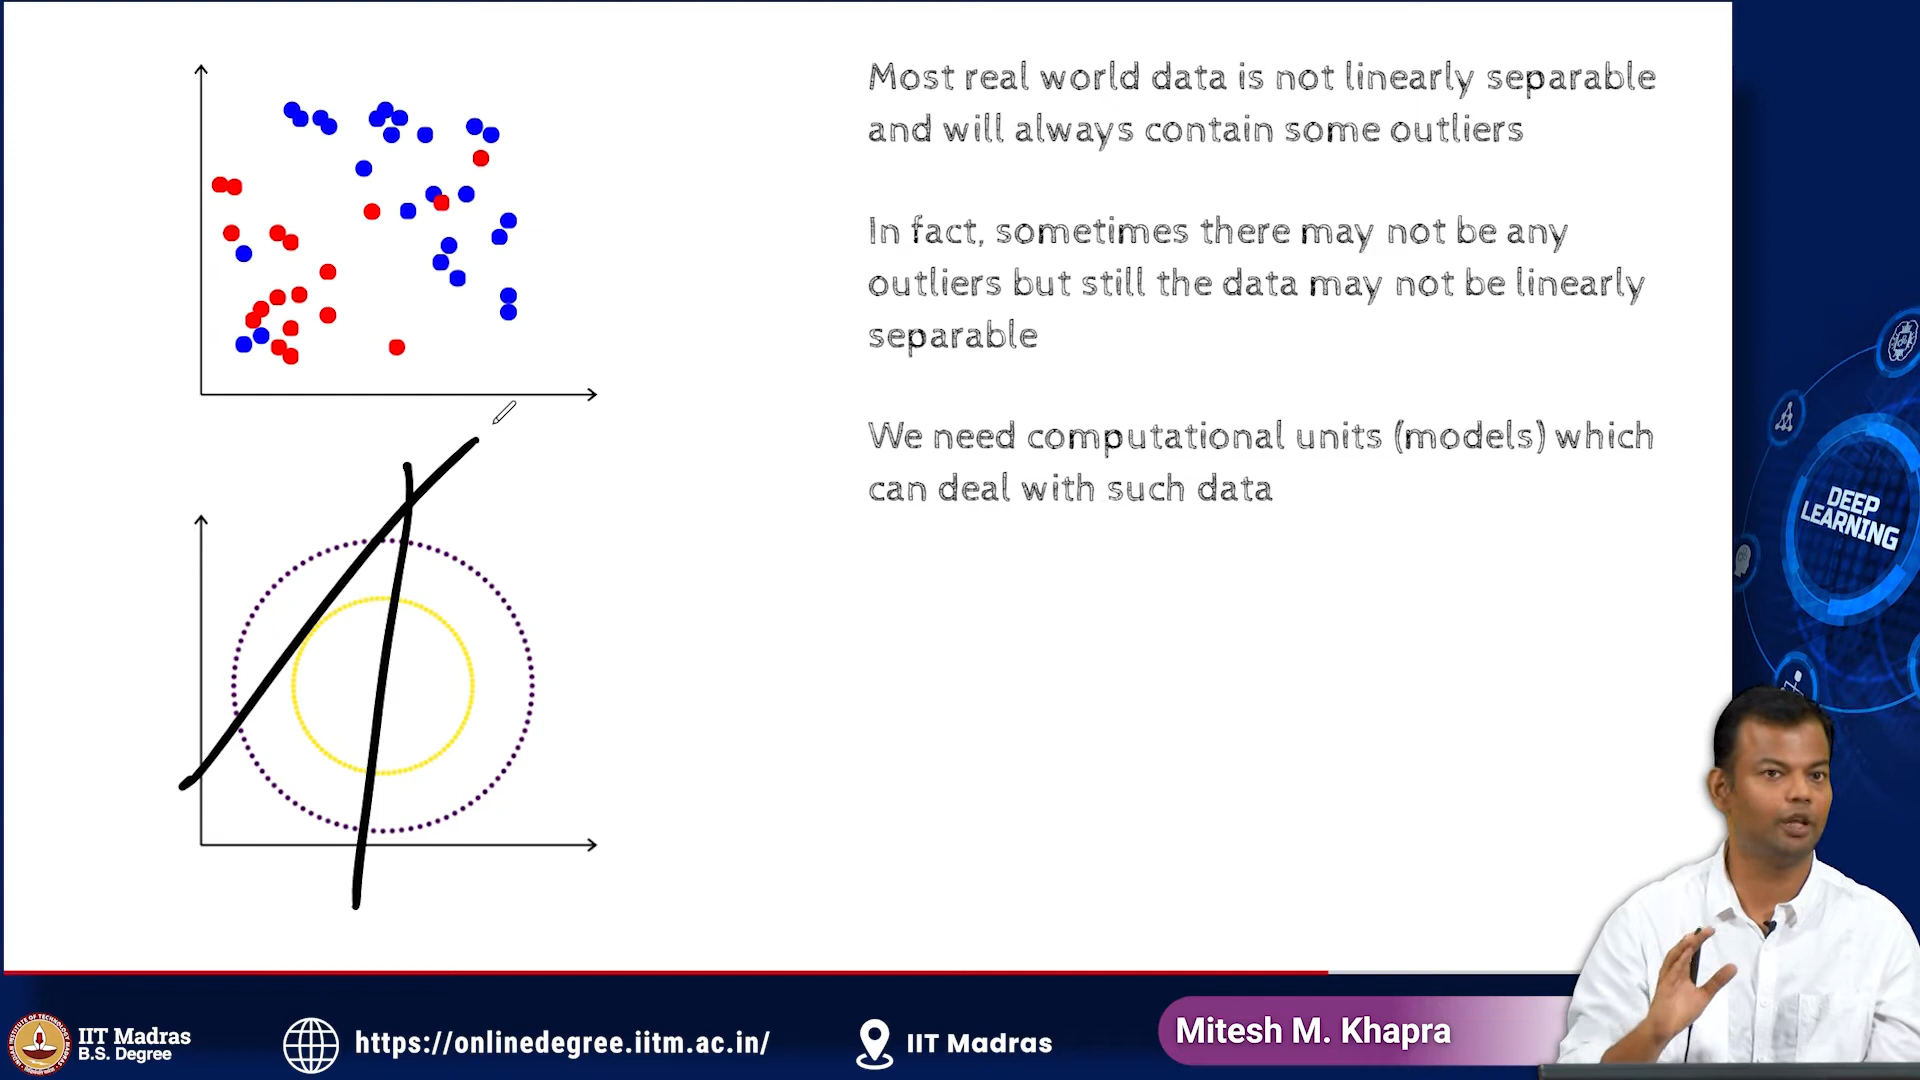 Most real world data is not linearly separable
and will always contain some outliers
In fact, sometimes there may not be any
outliers but still the data may not be linearly
separable
We need computational units (models) which
can deal with such data
DEEP
LEARNING
IIT Madras
B.S. Degree
https://onlinedegree.iitm.ac.in/
IIT Madras
Mitesh M. Khapra